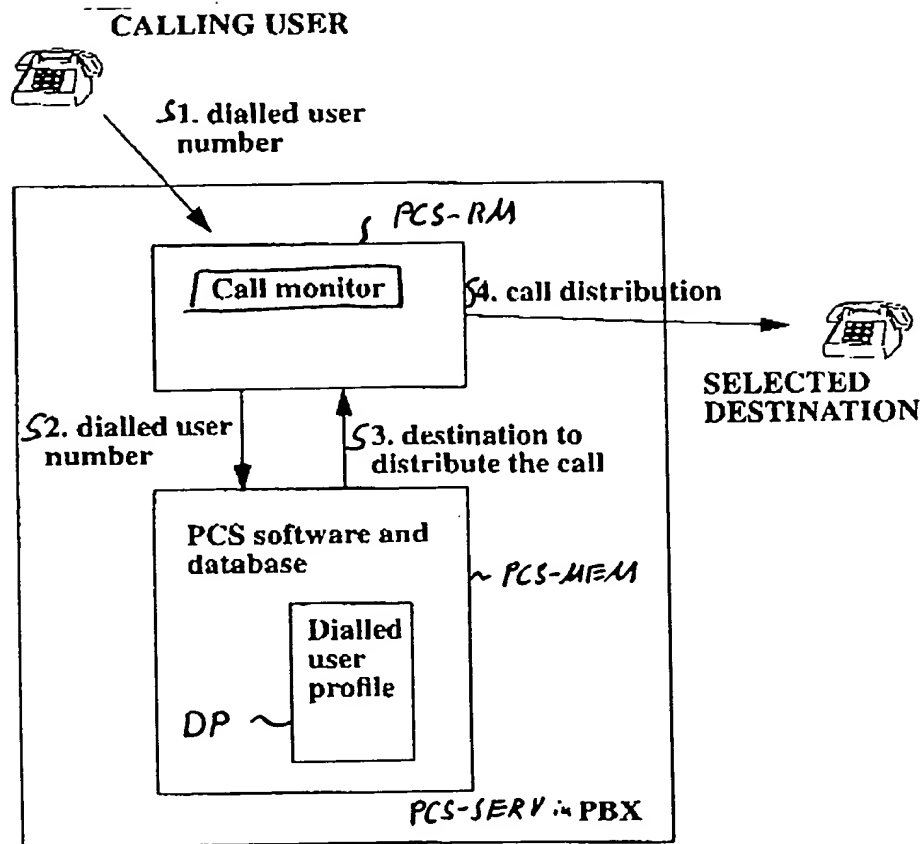 CALLING USER
S1. dialled user
number
PCS-RM
Call monitor
S4. call distribution
SELECTED
DESTINATION
S2. dialled user
number
S3. destination to
distribute the call
PCS software and
database
PCS-MEM
Dialled
user
profile
DP
PCS-SERV in PBX